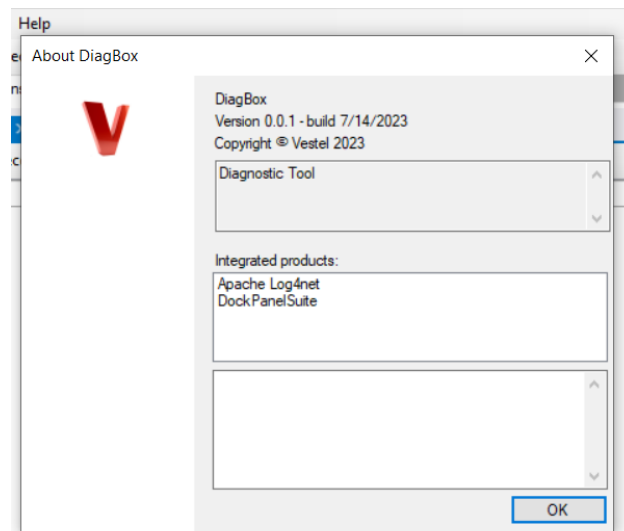 Help
About DiagBox
DiagBox
Version 0.0.1 - build 7/14/2023
Copyright © Vestel 2023
Diagnostic Tool
Integrated products:
Apache Log4net
DockPanelSuite
OK